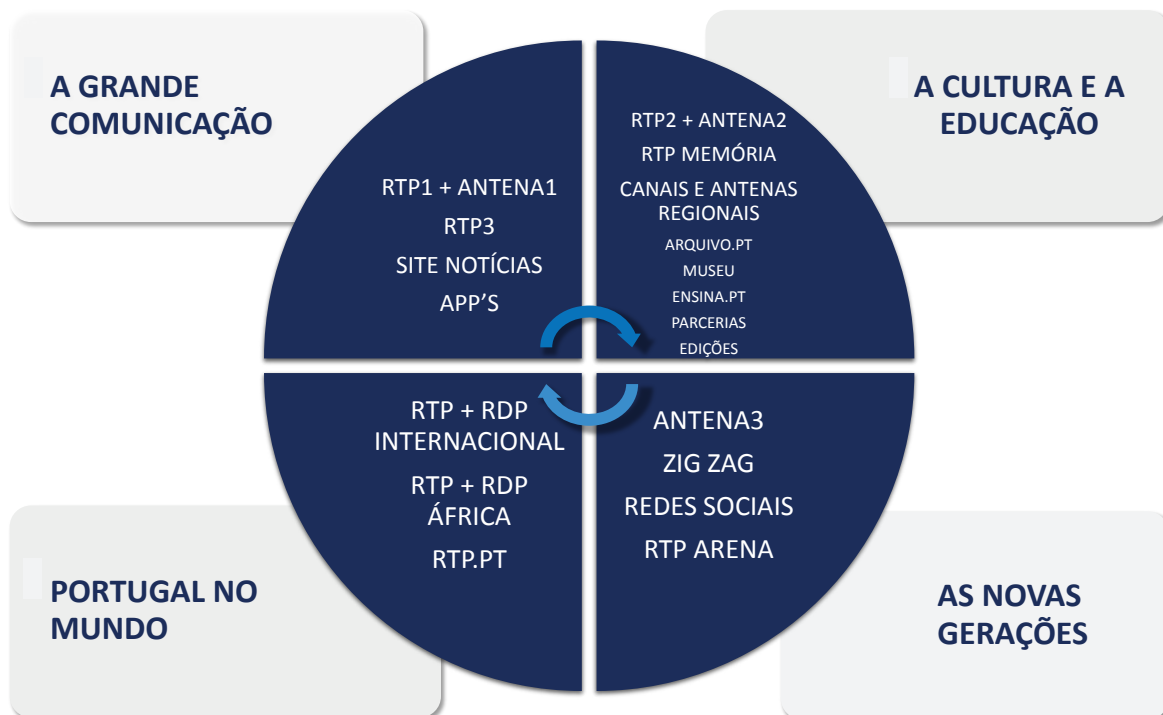 A GRANDE
COMUNICAÇÃO
RTP1 + ANTENA1
RTP3
SITE NOTÍCIAS
APP’S
A CULTURA E A
EDUCAÇÃO
RTP2 + ANTENA2
RTP MEMÓRIA
CANAIS E ANTENAS
REGIONAIS
ARQUIVO.PT
MUSEU
ENSINA.PT
PARCERIAS
EDIÇÕES
PORTUGAL NO
MUNDO
RTP + RDP
INTERNACIONAL
RTP + RDP
ÁFRICA
RTP.PT
ANTENA3
ZIG ZAG
REDES SOCIAIS
RTP ARENA
AS NOVAS
GERAÇÕES